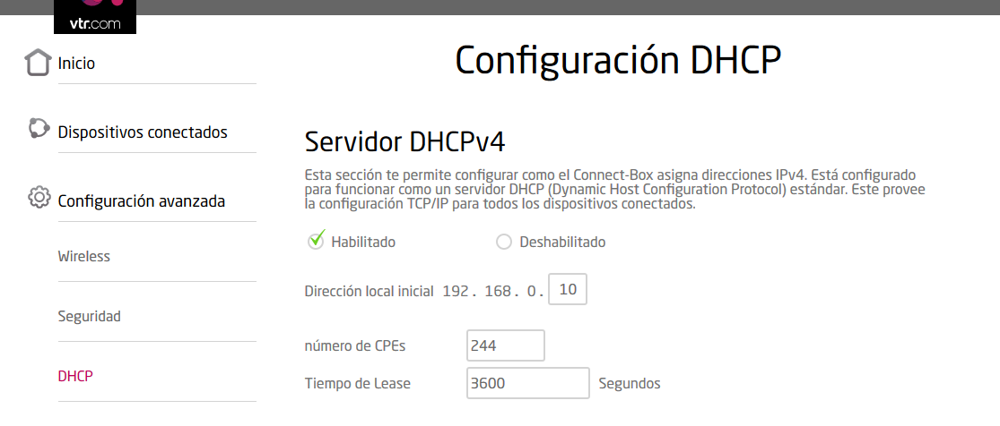 vtr.com
Inicio
Dispositivos conectados
Configuración avanzada
Wireless
Seguridad
DHCP
Configuración DHCP
Servidor DHCPv4
Esta sección te permite configurar como el Connect-Box asigna direcciones IPv4. Está configurado
para funcionar como un servidor DHCP (Dynamic Host Configuration Protocol) estándar. Este provee
la configuración TCP/IP para todos los dispositivos conectados.
Habilitado Deshabilitado
Dirección local inicial 192. 168. 0. 10
número de CPEs 244
Tiempo de Lease 3600 Segundos